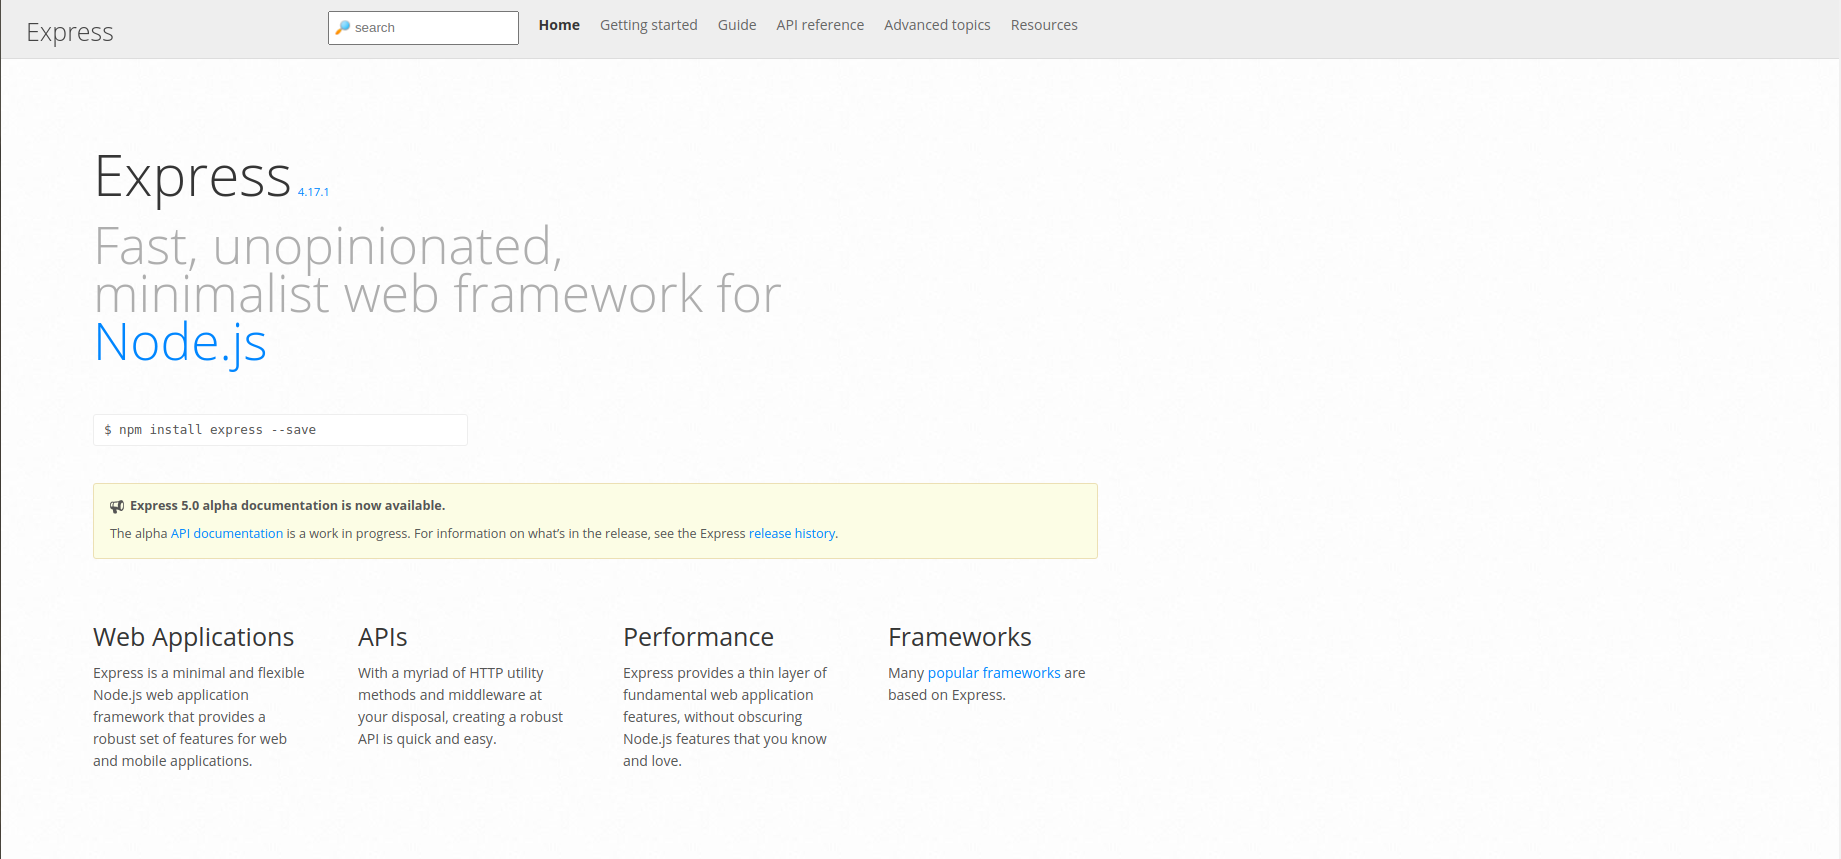 Express
search
Home Getting started Guide API reference Advanced topics Resources
Express 4.17.1
Fast, unopinionated,
minimalist web framework for
Node.js
$ npm install express --save
Express 5.0 alpha documentation is now available.
The alpha API documentation is a work in progress. For information on what’s in the release, see the Express release history.
Web Applications
Express is a minimal and flexible
Node.js web application
framework that provides a
robust set of features for web
and mobile applications.
APIs
With a myriad of HTTP utility
methods and middleware at
your disposal, creating a robust
API is quick and easy.
Performance
Express provides a thin layer of
fundamental web application
features, without obscuring
Node.js features that you know
and love.
Frameworks
Many popular frameworks are
based on Express.